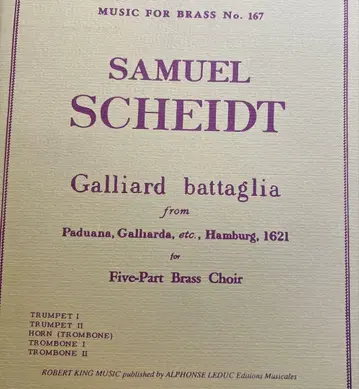 MUSIC FOR BRASS No. 167
SAMUEL
SCHEIDT
Galliard battaglia
from
Paduana, Galliarda, etc., Hamburg, 1621
for
Five-Part Brass Choir
TRUMPET I
TRUMPET II
HORN (TROMBONE)
TROMBONE I
TROMBONE II
ROBERT KING MUSIC published by ALPHONSE LEDUC Editions Musicales